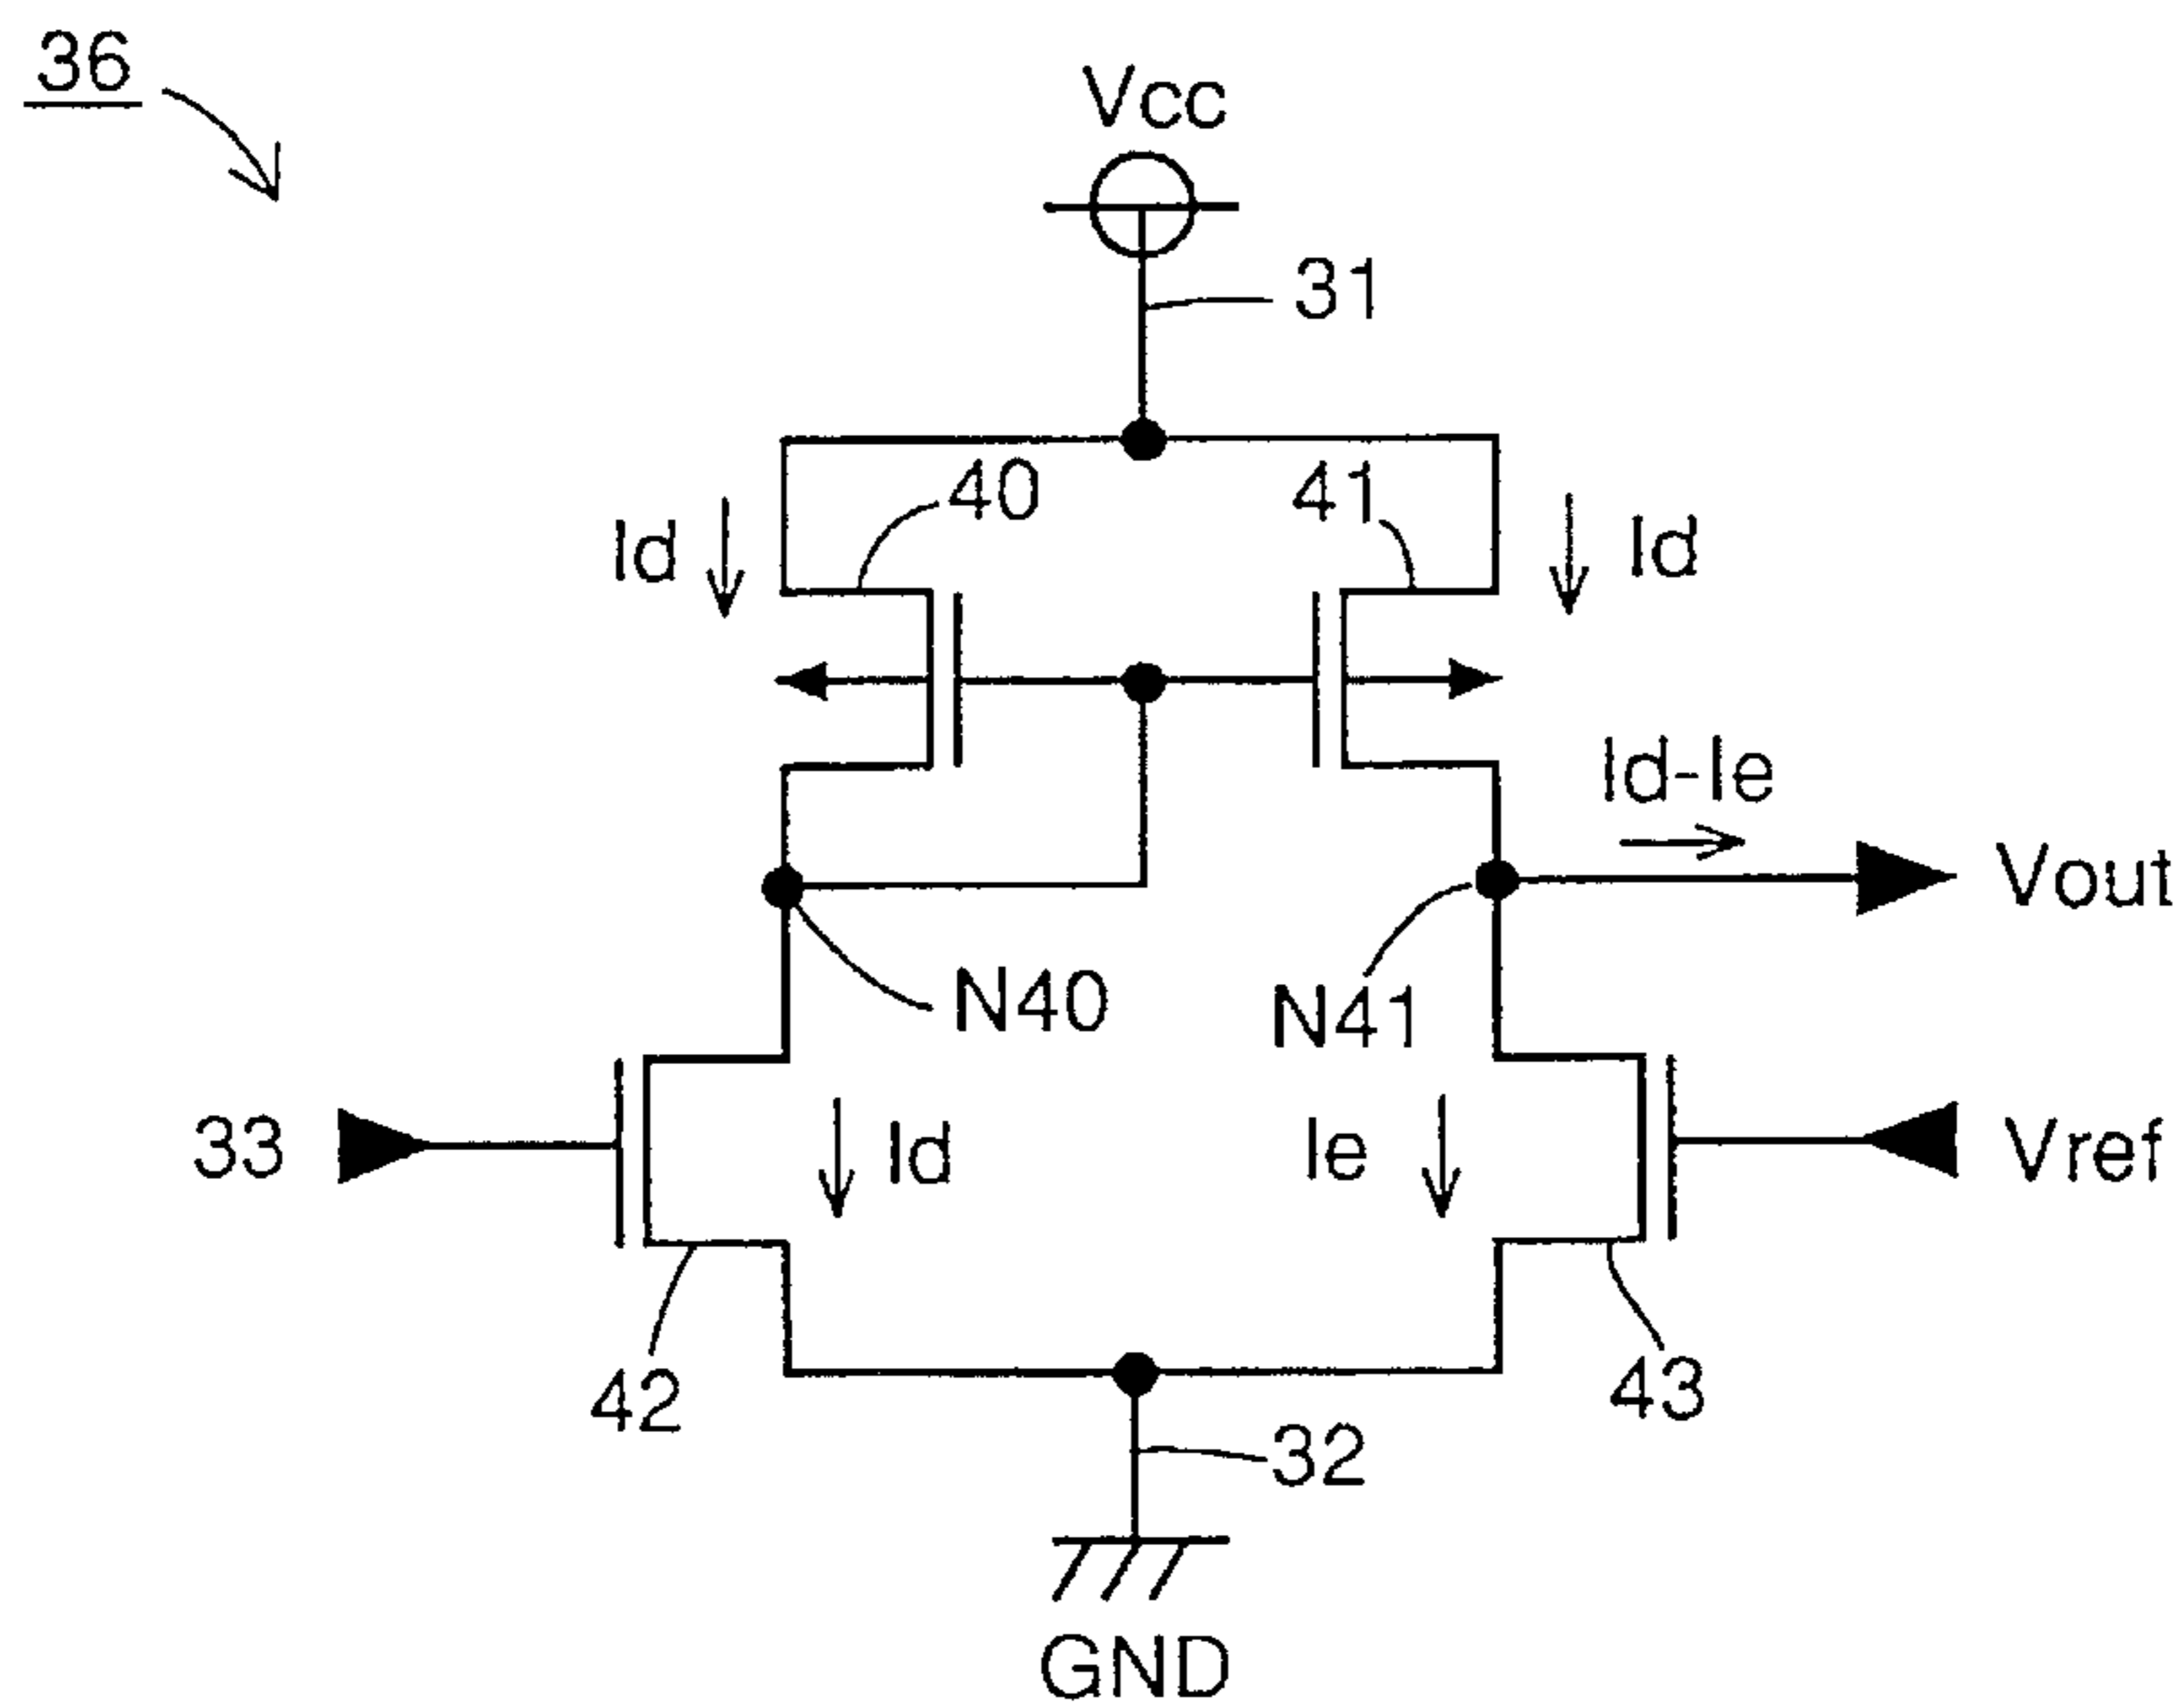 36
Vcc
31
40
41
Id
Id
Id-Ie
Vout
N40
N41
33
Id
Ie
Vref
42
43
32
GND